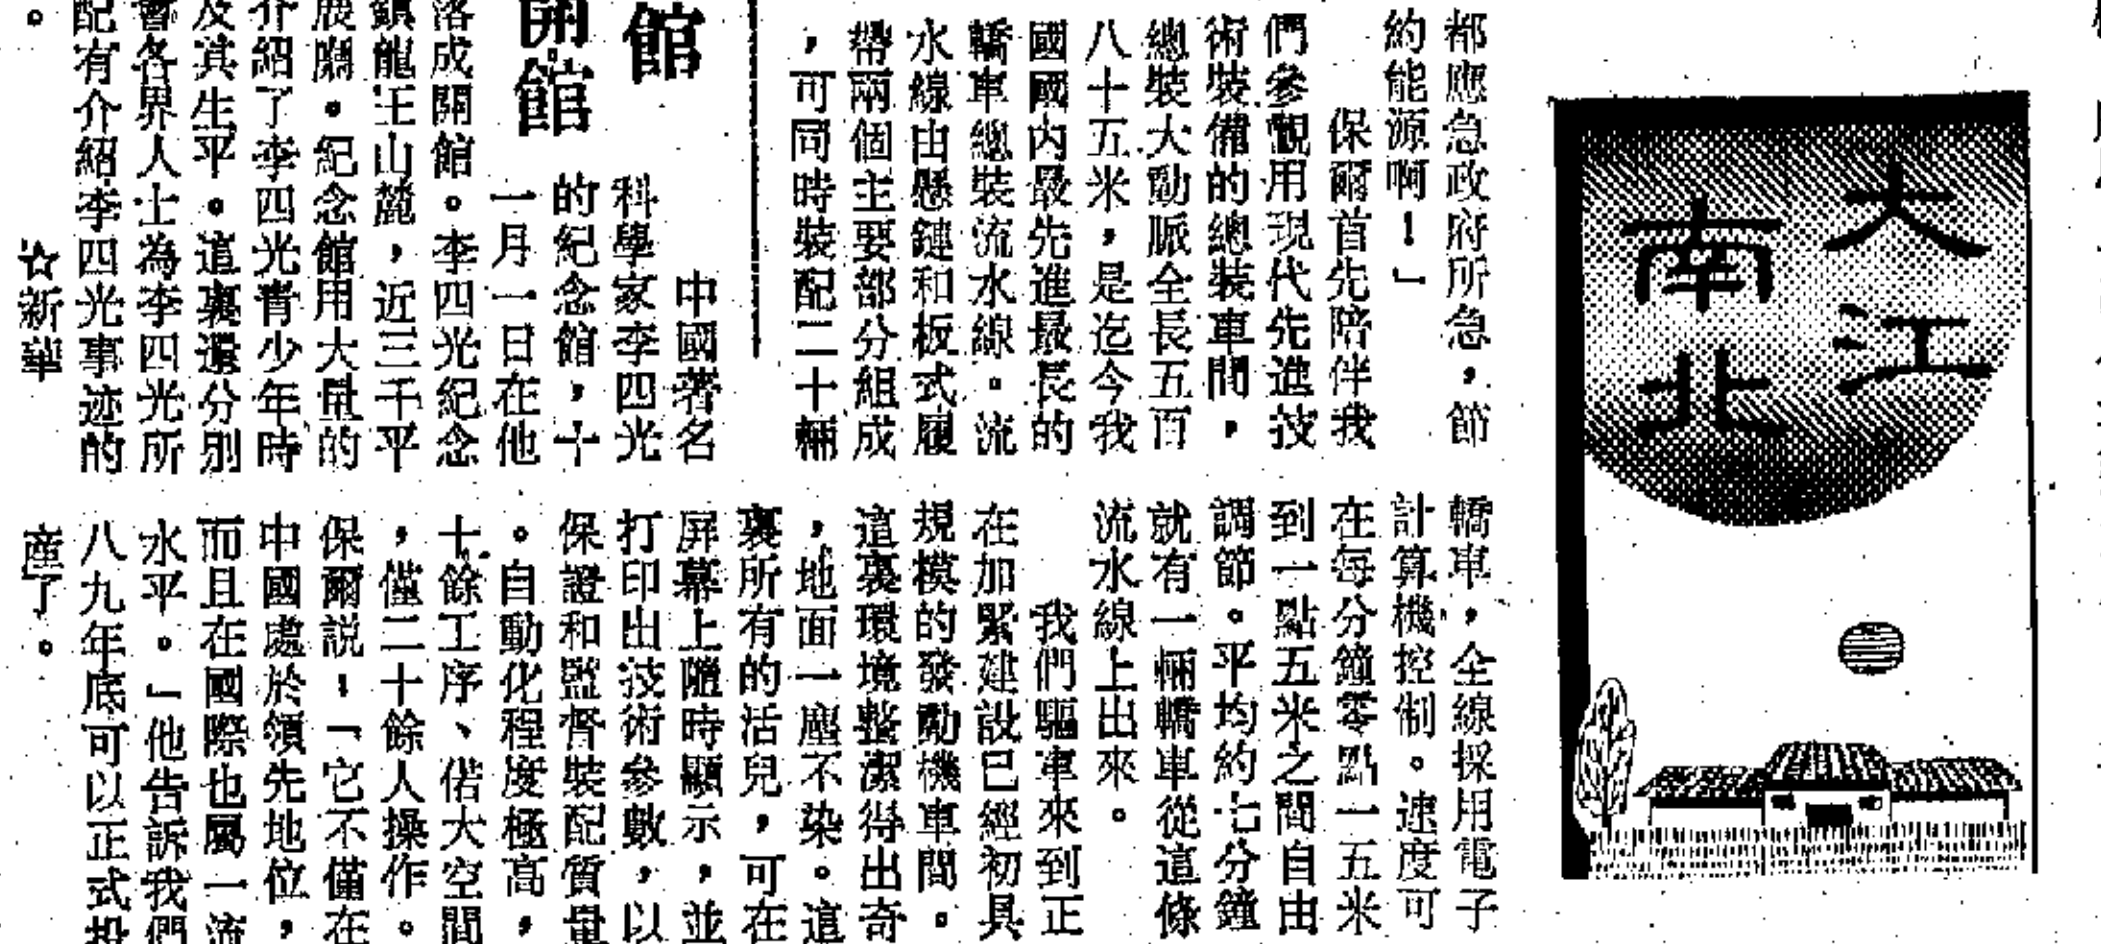 大江
南北
都應急政府所急，節
約能源啊！」
保爾首先陪伴我
們參觀用現代先進技
術裝備的總裝車間，
總裝大動脈全長五百
八十五米，是迄今我
國國內最先進最長的
轎車總裝流水線。流
水線由懸鏈和板式履
帶兩個主要部分組成
，可同時裝配二十輛
轎車，全線採用電子
計算機控制。速度可
在每分鐘零點一五米
到一點五米之間自由
調節。平均約七分鐘
就有一輛轎車從這條
流水線上出來。
我們驅車來到正
在加緊建設已經初具
規模的發動機車間。
這裏環境整潔得出奇
，地面一塵不染。這
裏所有的活兒，可在
屏幕上隨時顯示，並
打印出技術參數，以
保證和監督裝配質量
。自動化程度極高，
十餘工序、偌大空間
，僅二十餘人操作。
保爾説：「它不僅在
中國處於領先地位，
而且在國際也屬一流
水平。」他告訴我們
八九年底可以正式投
産了。
館
開館
中國著名
科學家李四光
的紀念館，十
一月一日在他
落成開館。李四光紀念
鎮龍王山麓，近三千平
展廳。紀念館用大量的
介紹了李四光青少年時
及其生平。這裏還分別
會各界人士為李四光所
配有介紹李四光事迹的
。☆新華